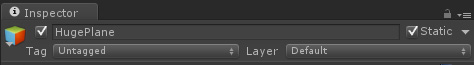 Inspector
HugePlane Static
Tag Untagged Layer Default